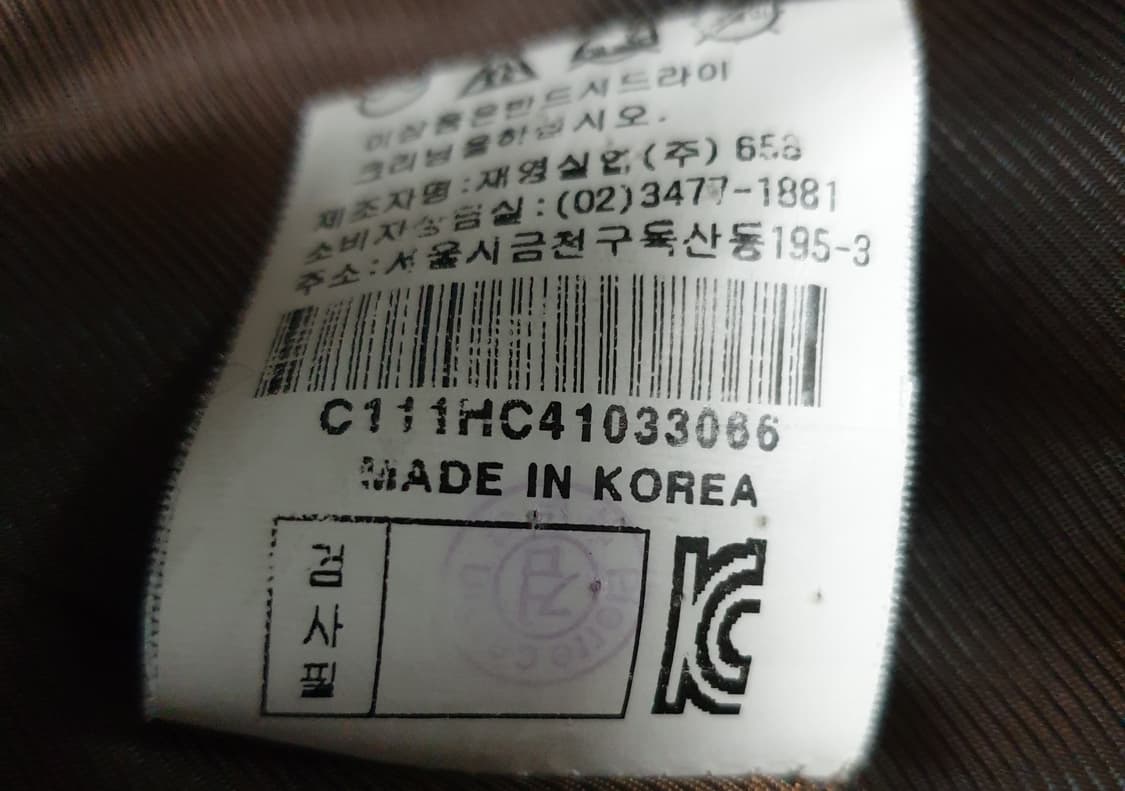 이상품은반드시드라이
크리닝을하십시오.
제조자명:재영실업(주) 658
소비자상담실:(02)3477-1881
주소:서울시금천구독산동195-3
C111HC41033066
MADE IN KOREA
검사필